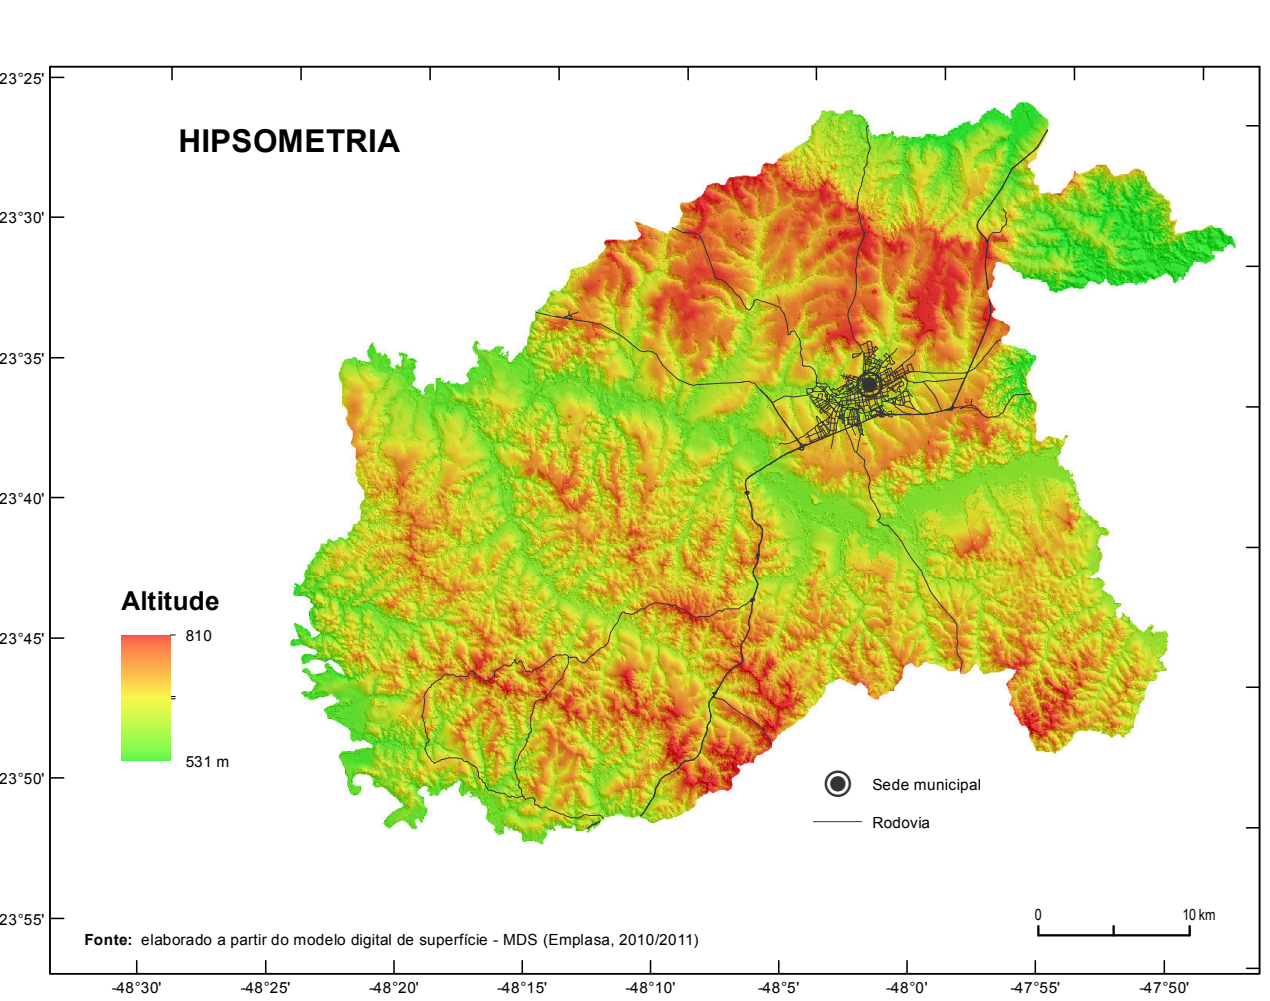 23°25'
HIPSOMETRIA
23°30'
23°35'
23°40'
Altitude
810
23°45'
531 m
23°50'
Sede municipal
Rodovia
23°55'
0 10 km
Fonte: elaborado a partir do modelo digital de superfície - MDS (Emplasa, 2010/2011)
-48°30' -48°25' -48°20' -48°15' -48°10' -48°5' -48°0' -47°55' -47°50'